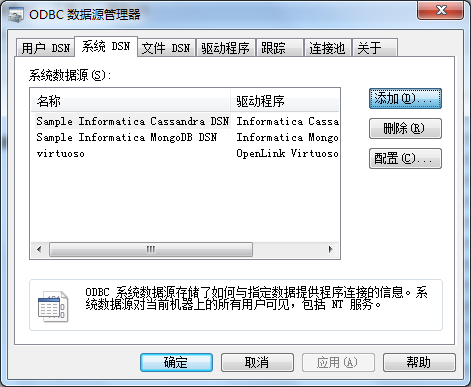 ODBC 数据源管理器
用户 DSN 系统 DSN 文件 DSN 驱动程序 跟踪 连接池 关于
系统数据源(S):
名称 驱动程序
Sample Informatica Cassandra DSN Informatica Cassa
Sample Informatica MongoDB DSN Informatica Mongo
virtuoso OpenLink Virtuoso
添加(D)...
删除(R)
配置(C)...
ODBC 系统数据源存储了如何与指定数据提供程序连接的信息。系
统数据源对当前机器上的所有用户可见，包括 NT 服务。
确定 取消 应用(A) 帮助